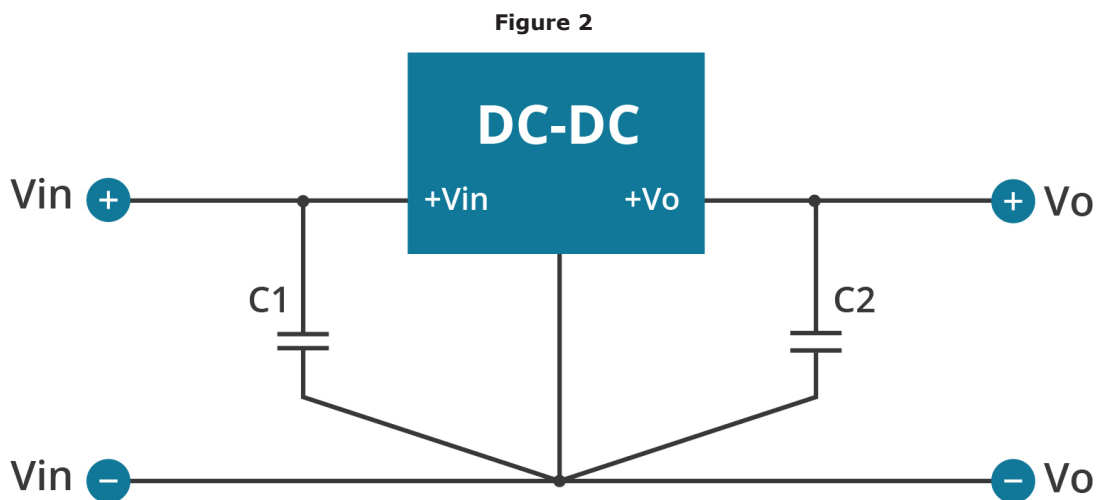 Figure 2
DC-DC
Vin + +Vin +Vo + Vo
C1 C2
Vin − − Vo